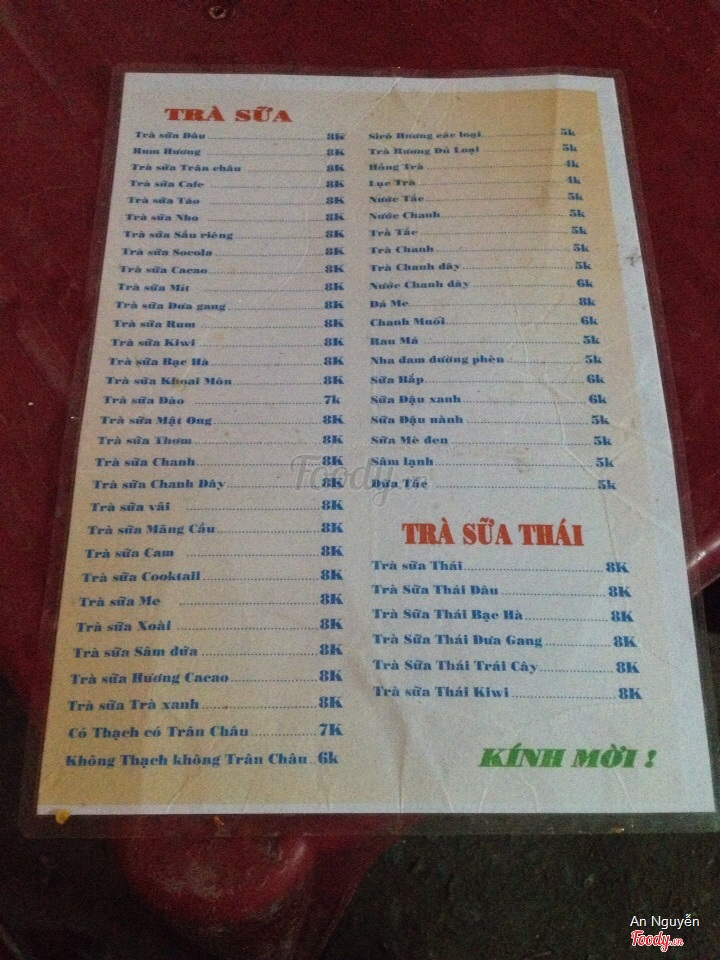 TRÀ SỮA
Trà sữa Dâu 8K
Rum Hương 8K
Trà sữa Trân châu 8K
Trà sữa Cafe 8K
Trà sữa Táo 8K
Trà sữa Nho 8K
Trà sữa Sầu riêng 8K
Trà sữa Socola 8K
Trà sữa Cacao 8K
Trà sữa Mít 8K
Trà sữa Dưa gang 8K
Trà sữa Rum 8K
Trà sữa Kiwi 8K
Trà sữa Bạc Hà 8K
Trà sữa Khoai Môn 8K
Trà sữa Đào 7k
Trà sữa Mật Ong 8K
Trà sữa Thơm 8K
Trà sữa Chanh 8K
Trà sữa Chanh Dây 8K
Trà sữa vải 8K
Trà sữa Mãng Cầu 8K
Trà sữa Cam 8K
Trà sữa Cooktail 8K
Trà sữa Me 8K
Trà sữa Xoài 8K
Trà sữa Sâm dứa 8K
Trà sữa Hương Cacao 8K
Trà sữa Trà xanh 8K
Có Thạch có Trân Châu 7K
Không Thạch không Trân Châu 6k
Sirô Hương các loại 5k
Trà Hương Đủ Loại 5k
Hồng Trà 4k
Lục Trà 4k
Nước Tắc 5k
Nước Chanh 5k
Trà Tắc 5k
Trà Chanh 5k
Trà Chanh dây 5k
Nước Chanh dây 6k
Đá Me 8k
Chanh Muối 6k
Rau Má 5k
Nha đam đường phèn 5k
Sữa Bắp 6k
Sữa Đậu xanh 6k
Sữa Đậu nành 5k
Sữa Mè đen 5k
Sâm lạnh 5k
Dừa Tắc 5k
TRÀ SỮA THÁI
Trà sữa Thái 8K
Trà Sữa Thái Dâu 8K
Trà Sữa Thái Bạc Hà 8K
Trà Sữa Thái Dưa Gang 8K
Trà Sữa Thái Trái Cây 8K
Trà sữa Thái Kiwi 8K
KÍNH MỜI !
Foody.vn
An Nguyễn
Foody.vn